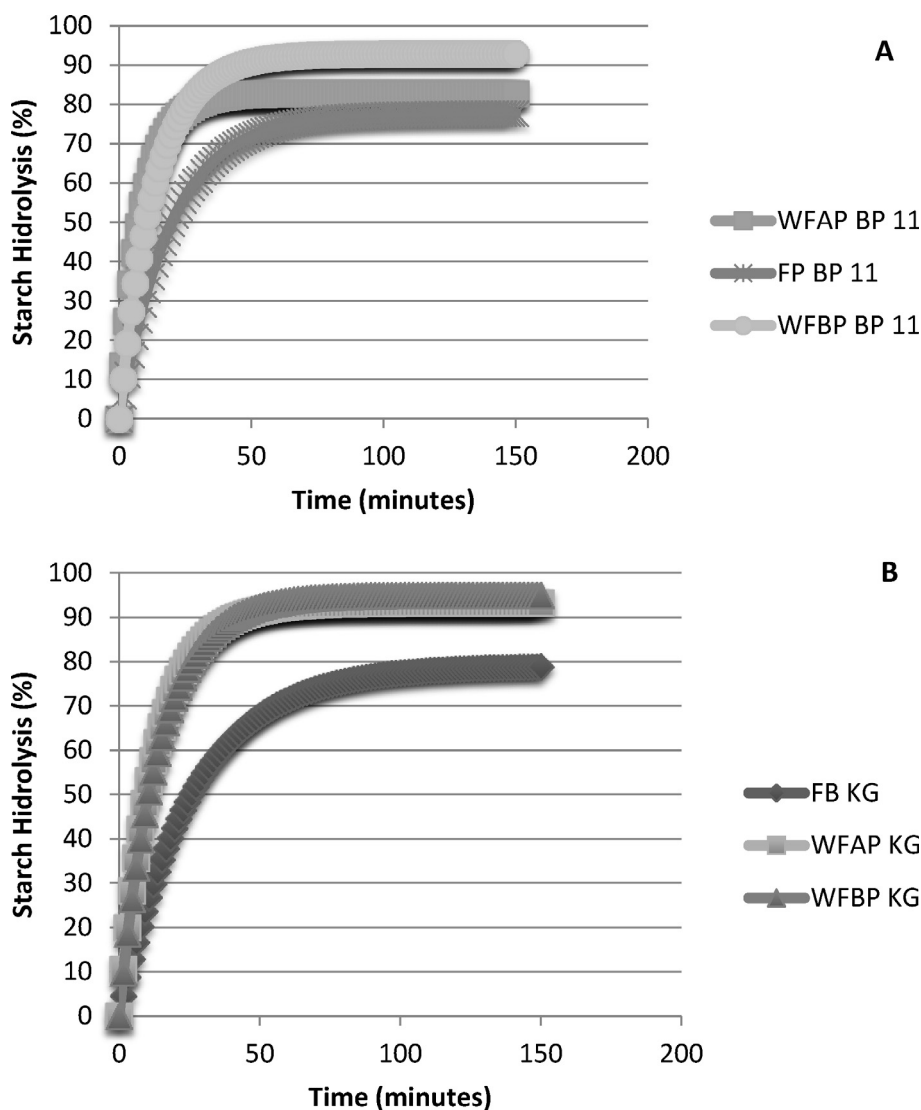 A
100
90
80
70
60
50
40
30
20
10
0
Starch Hidrolysis (%)
0 50 100 150 200
Time (minutes)
WFAP BP 11
FP BP 11
WFBP BP 11
B
100
90
80
70
60
50
40
30
20
10
0
Starch Hidrolysis (%)
0 50 100 150 200
Time (minutes)
FB KG
WFAP KG
WFBP KG